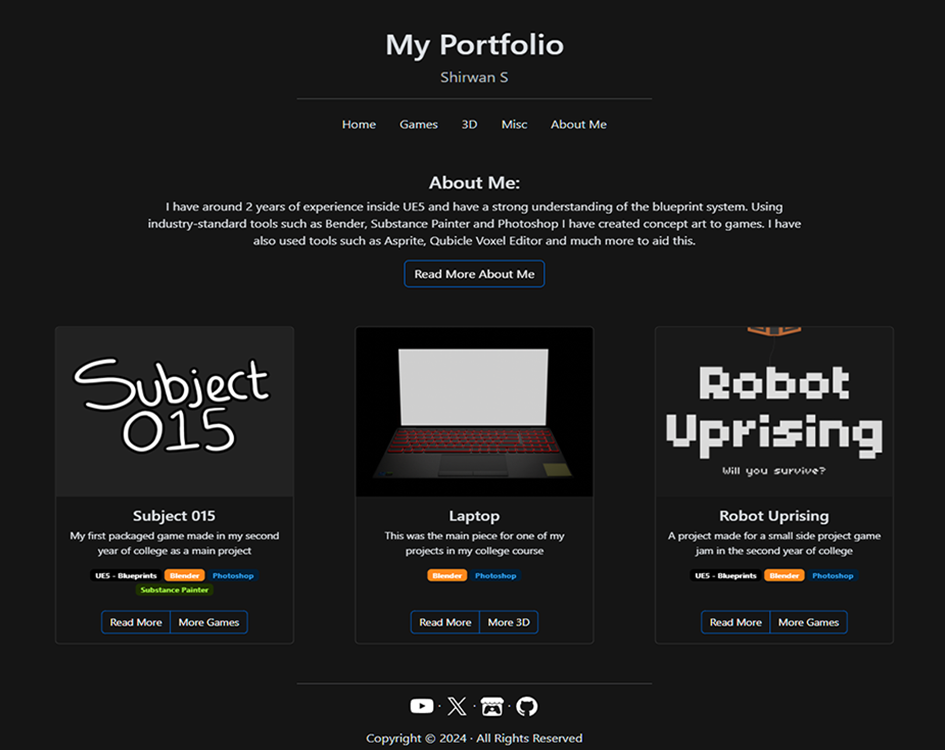 My Portfolio
Shirwan S
Home Games 3D Misc About Me
About Me:
I have around 2 years of experience inside UE5 and have a strong understanding of the blueprint system. Using
industry-standard tools such as Bender, Substance Painter and Photoshop I have created concept art to games. I have
also used tools such as Asprite, Qubicle Voxel Editor and much more to aid this.
Read More About Me
Subject
015
Subject 015
My first packaged game made in my second
year of college as a main project
UE5 - Blueprints Blender Photoshop
Substance Painter
Read More More Games
Laptop
This was the main piece for one of my
projects in my college course
Blender Photoshop
Read More More 3D
Robot
Uprising
Will you survive?
Robot Uprising
A project made for a small side project game
jam in the second year of college
UE5 - Blueprints Blender Photoshop
Read More More Games
Copyright © 2024 · All Rights Reserved